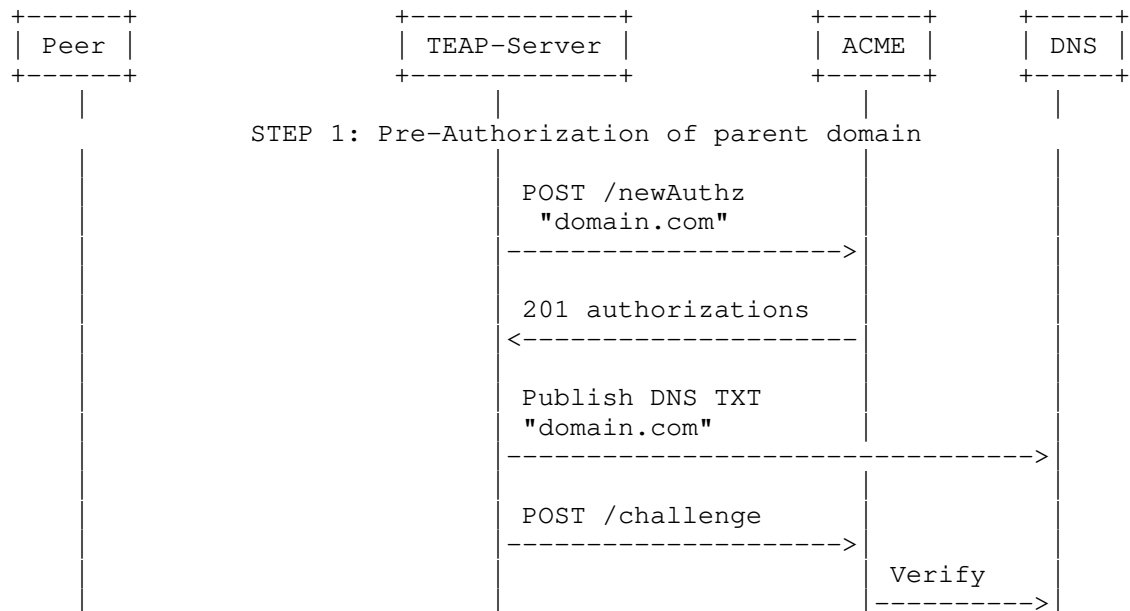 Peer TEAP-Server ACME DNS
STEP 1: Pre-Authorization of parent domain
POST /newAuthz
"domain.com"
201 authorizations
Publish DNS TXT
"domain.com"
POST /challenge
Verify